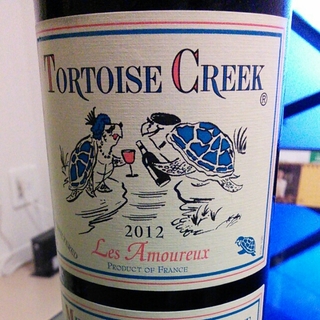 TORTOISE CREEK
®
2012
Les Amoureux
PRODUCT OF FRANCE